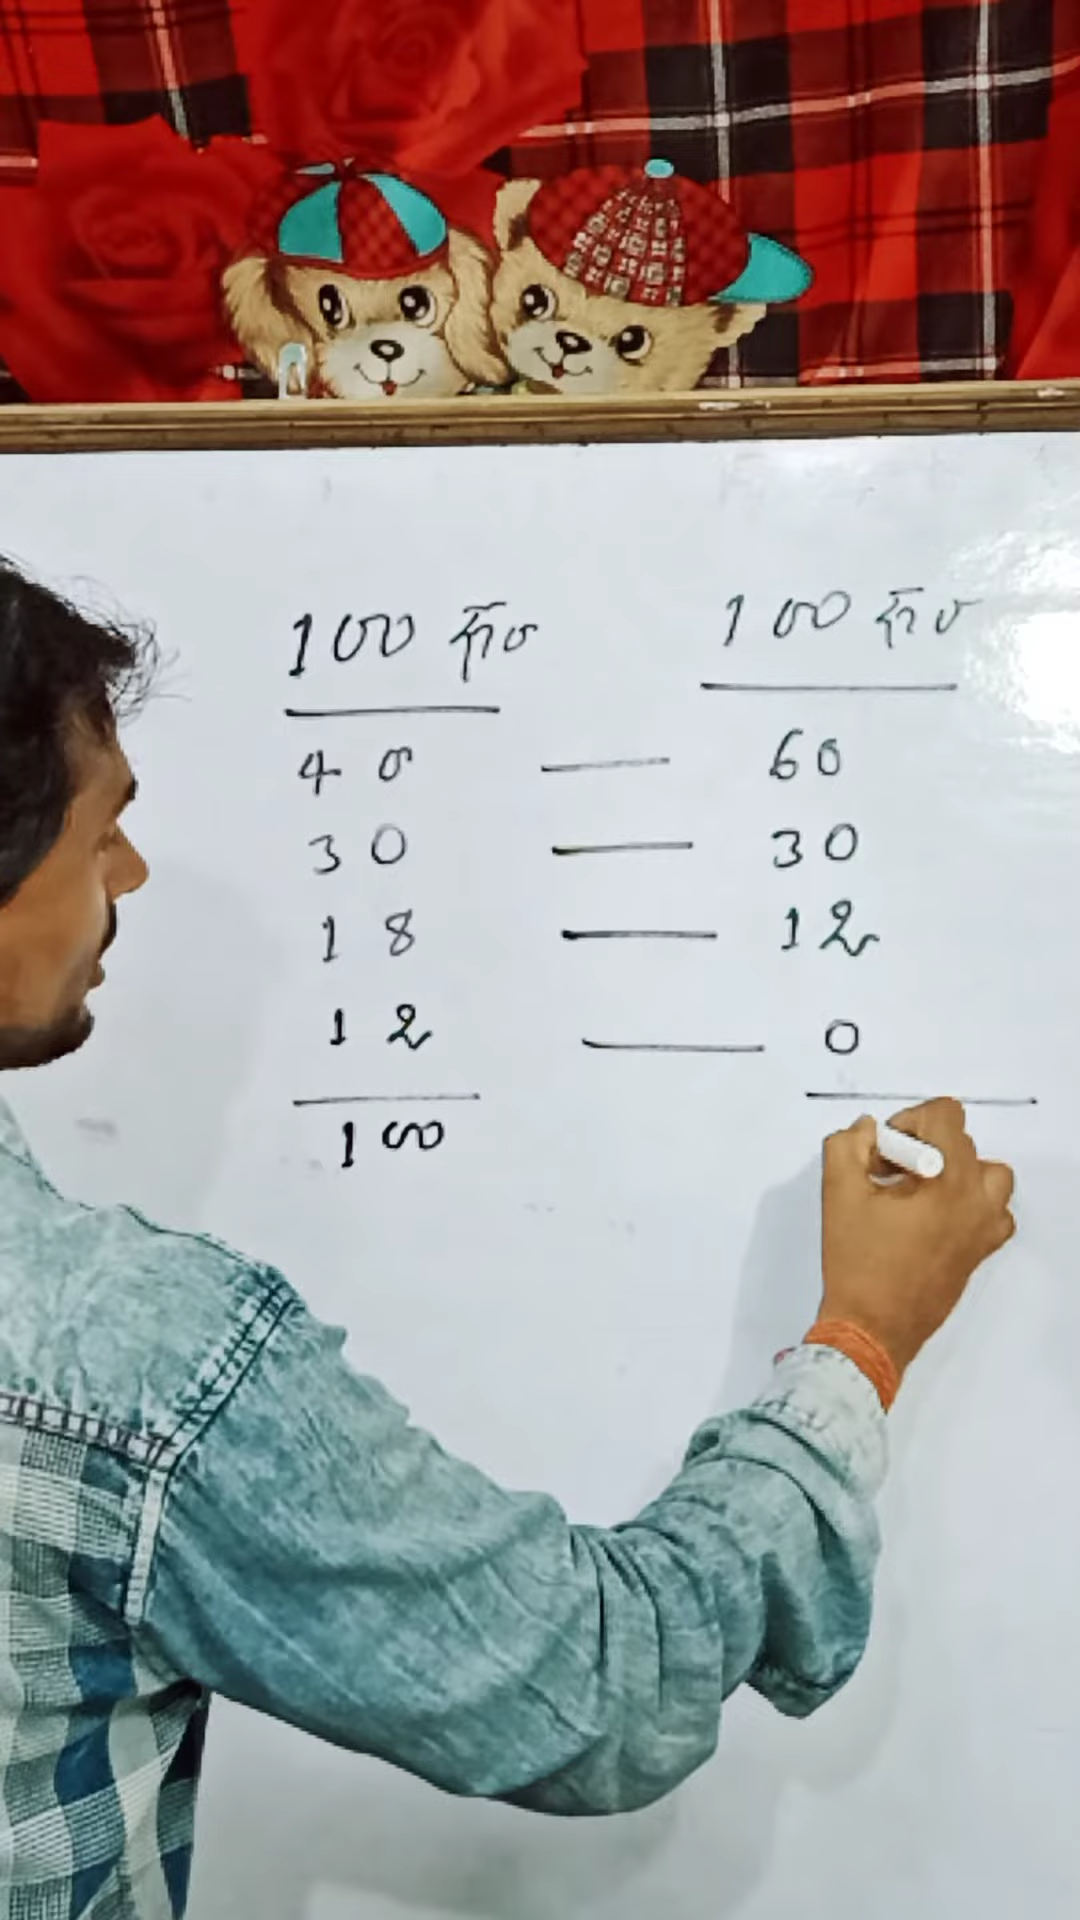 100 100
40 — 60
30 — 30
18 — 12
12 — 0
100